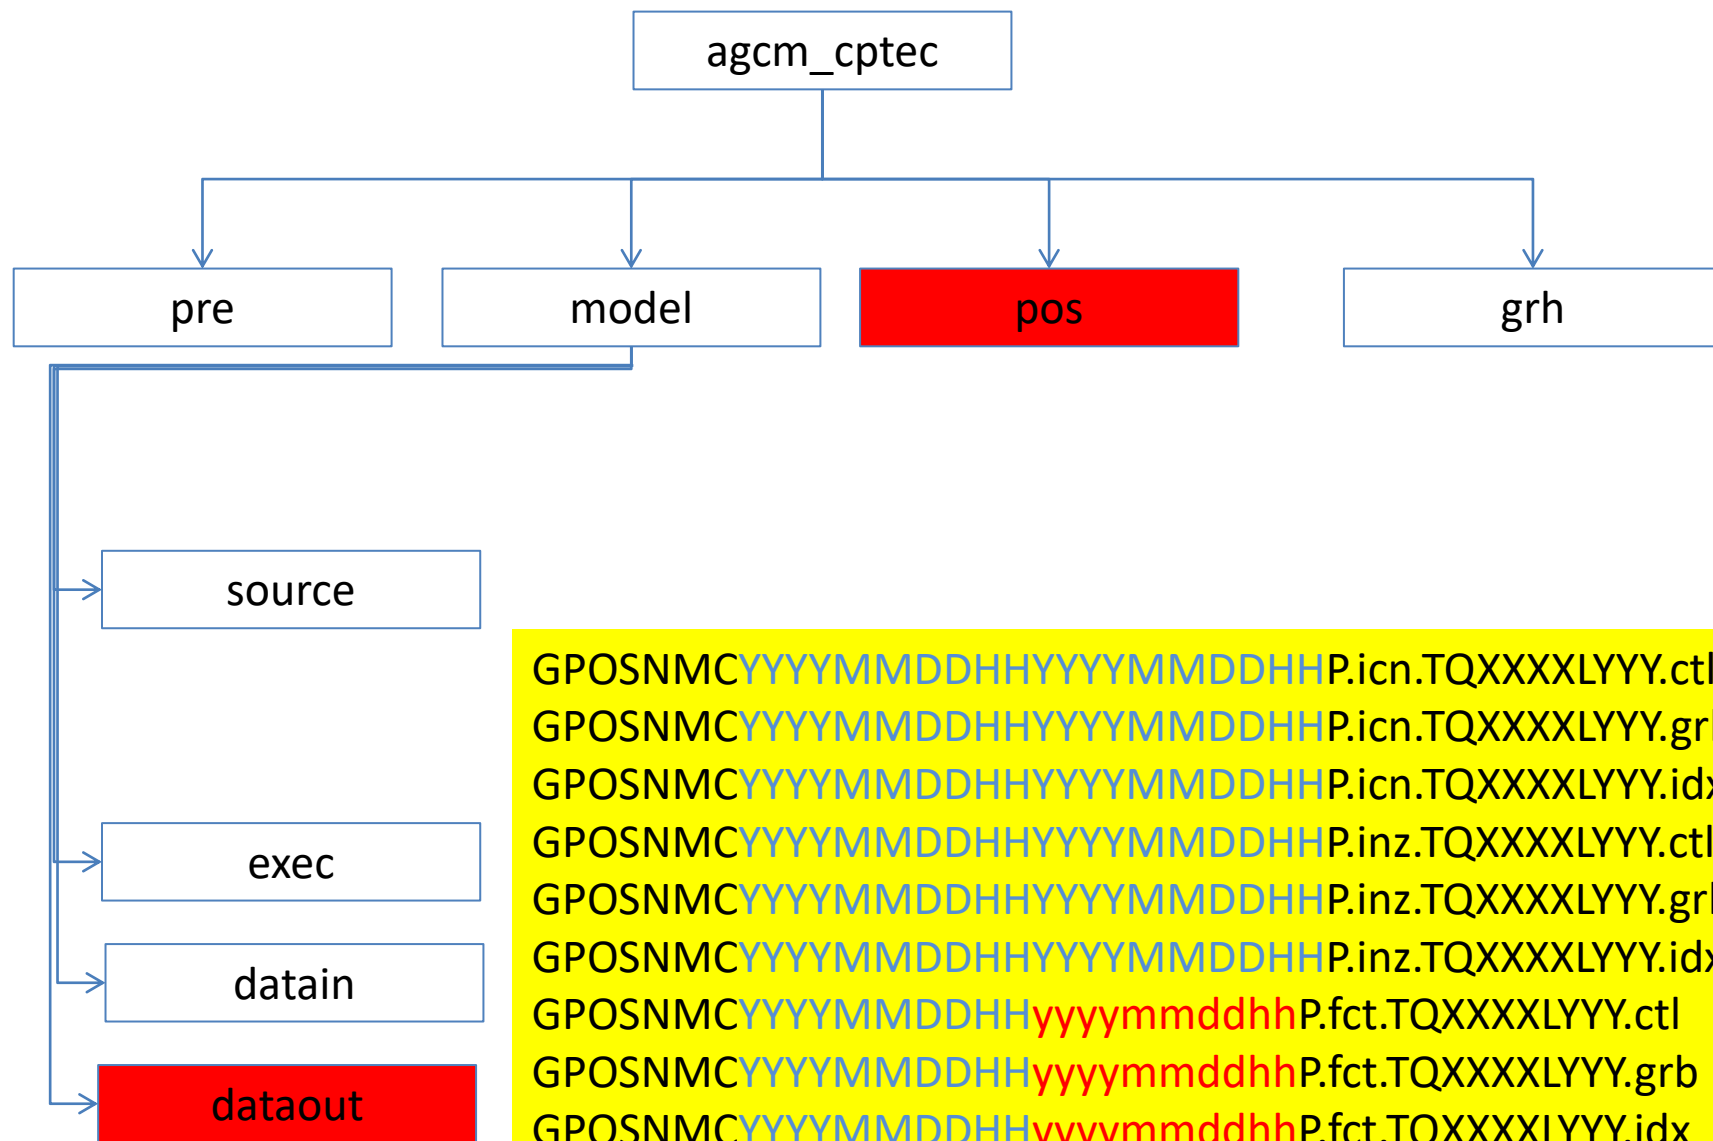 agcm_cptec
pre
model
pos
grh
source
exec
datain
dataout
GPOSNMCYYYYMMDDHHYYYYMMDDHHP.icn.TQXXXXLYYY.ctl
GPOSNMCYYYYMMDDHHYYYYMMDDHHP.icn.TQXXXXLYYY.grb
GPOSNMCYYYYMMDDHHYYYYMMDDHHP.icn.TQXXXXLYYY.idx
GPOSNMCYYYYMMDDHHYYYYMMDDHHP.inz.TQXXXXLYYY.ctl
GPOSNMCYYYYMMDDHHYYYYMMDDHHP.inz.TQXXXXLYYY.grb
GPOSNMCYYYYMMDDHHYYYYMMDDHHP.inz.TQXXXXLYYY.idx
GPOSNMCYYYYMMDDHHyyyymmddhhP.fct.TQXXXXLYYY.ctl
GPOSNMCYYYYMMDDHHyyyymmddhhP.fct.TQXXXXLYYY.grb
GPOSNMCYYYYMMDDHHyyyymmddhhP.fct.TQXXXXLYYY.idx